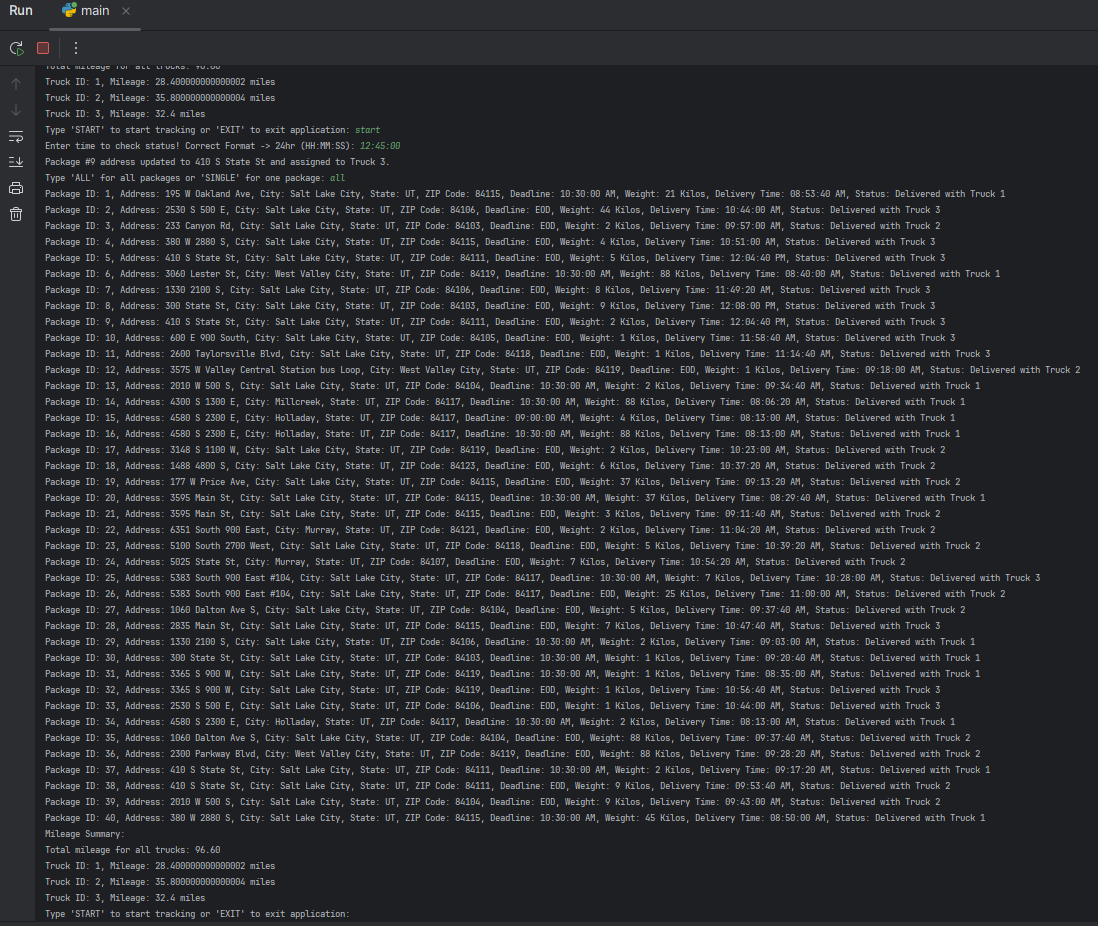 Run
main
Total mileage for all trucks: 96.60
Truck ID: 1, Mileage: 28.400000000000002 miles
Truck ID: 2, Mileage: 35.800000000000004 miles
Truck ID: 3, Mileage: 32.4 miles
Type 'START' to start tracking or 'EXIT' to exit application: start
Enter time to check status! Correct Format -> 24hr (HH:MM:SS): 12:45:00
Package #9 address updated to 410 S State St and assigned to Truck 3.
Type 'ALL' for all packages or 'SINGLE' for one package: all
Package ID: 1, Address: 195 W Oakland Ave, City: Salt Lake City, State: UT, ZIP Code: 84115, Deadline: 10:30:00 AM, Weight: 21 Kilos, Delivery Time: 08:53:40 AM, Status: Delivered with Truck 1
Package ID: 2, Address: 2530 S 500 E, City: Salt Lake City, State: UT, ZIP Code: 84106, Deadline: EOD, Weight: 44 Kilos, Delivery Time: 10:44:00 AM, Status: Delivered with Truck 3
Package ID: 3, Address: 233 Canyon Rd, City: Salt Lake City, State: UT, ZIP Code: 84103, Deadline: EOD, Weight: 2 Kilos, Delivery Time: 09:57:00 AM, Status: Delivered with Truck 2
Package ID: 4, Address: 380 W 2880 S, City: Salt Lake City, State: UT, ZIP Code: 84115, Deadline: EOD, Weight: 4 Kilos, Delivery Time: 10:51:00 AM, Status: Delivered with Truck 3
Package ID: 5, Address: 410 S State St, City: Salt Lake City, State: UT, ZIP Code: 84111, Deadline: EOD, Weight: 5 Kilos, Delivery Time: 12:04:40 PM, Status: Delivered with Truck 3
Package ID: 6, Address: 3060 Lester St, City: West Valley City, State: UT, ZIP Code: 84119, Deadline: 10:30:00 AM, Weight: 88 Kilos, Delivery Time: 08:40:00 AM, Status: Delivered with Truck 1
Package ID: 7, Address: 1330 2100 S, City: Salt Lake City, State: UT, ZIP Code: 84106, Deadline: EOD, Weight: 8 Kilos, Delivery Time: 11:49:20 AM, Status: Delivered with Truck 3
Package ID: 8, Address: 300 State St, City: Salt Lake City, State: UT, ZIP Code: 84103, Deadline: EOD, Weight: 9 Kilos, Delivery Time: 12:08:00 PM, Status: Delivered with Truck 3
Package ID: 9, Address: 410 S State St, City: Salt Lake City, State: UT, ZIP Code: 84111, Deadline: EOD, Weight: 2 Kilos, Delivery Time: 12:04:40 PM, Status: Delivered with Truck 3
Package ID: 10, Address: 600 E 900 South, City: Salt Lake City, State: UT, ZIP Code: 84105, Deadline: EOD, Weight: 1 Kilos, Delivery Time: 11:58:40 AM, Status: Delivered with Truck 3
Package ID: 11, Address: 2600 Taylorsville Blvd, City: Salt Lake City, State: UT, ZIP Code: 84118, Deadline: EOD, Weight: 1 Kilos, Delivery Time: 11:14:40 AM, Status: Delivered with Truck 3
Package ID: 12, Address: 3575 W Valley Central Station bus Loop, City: West Valley City, State: UT, ZIP Code: 84119, Deadline: EOD, Weight: 1 Kilos, Delivery Time: 09:18:00 AM, Status: Delivered with Truck 2
Package ID: 13, Address: 2010 W 500 S, City: Salt Lake City, State: UT, ZIP Code: 84104, Deadline: 10:30:00 AM, Weight: 2 Kilos, Delivery Time: 09:34:40 AM, Status: Delivered with Truck 1
Package ID: 14, Address: 4300 S 1300 E, City: Millcreek, State: UT, ZIP Code: 84117, Deadline: 10:30:00 AM, Weight: 88 Kilos, Delivery Time: 08:06:20 AM, Status: Delivered with Truck 1
Package ID: 15, Address: 4580 S 2300 E, City: Holladay, State: UT, ZIP Code: 84117, Deadline: 09:00:00 AM, Weight: 4 Kilos, Delivery Time: 08:13:00 AM, Status: Delivered with Truck 1
Package ID: 16, Address: 4580 S 2300 E, City: Holladay, State: UT, ZIP Code: 84117, Deadline: 10:30:00 AM, Weight: 88 Kilos, Delivery Time: 08:13:00 AM, Status: Delivered with Truck 1
Package ID: 17, Address: 3148 S 1100 W, City: Salt Lake City, State: UT, ZIP Code: 84119, Deadline: EOD, Weight: 2 Kilos, Delivery Time: 10:23:00 AM, Status: Delivered with Truck 2
Package ID: 18, Address: 1488 4800 S, City: Salt Lake City, State: UT, ZIP Code: 84123, Deadline: EOD, Weight: 6 Kilos, Delivery Time: 10:37:20 AM, Status: Delivered with Truck 2
Package ID: 19, Address: 177 W Price Ave, City: Salt Lake City, State: UT, ZIP Code: 84115, Deadline: EOD, Weight: 37 Kilos, Delivery Time: 09:13:20 AM, Status: Delivered with Truck 2
Package ID: 20, Address: 3595 Main St, City: Salt Lake City, State: UT, ZIP Code: 84115, Deadline: 10:30:00 AM, Weight: 37 Kilos, Delivery Time: 08:29:40 AM, Status: Delivered with Truck 1
Package ID: 21, Address: 3595 Main St, City: Salt Lake City, State: UT, ZIP Code: 84115, Deadline: EOD, Weight: 3 Kilos, Delivery Time: 09:11:40 AM, Status: Delivered with Truck 2
Package ID: 22, Address: 6351 South 900 East, City: Murray, State: UT, ZIP Code: 84121, Deadline: EOD, Weight: 2 Kilos, Delivery Time: 11:04:20 AM, Status: Delivered with Truck 2
Package ID: 23, Address: 5100 South 2700 West, City: Salt Lake City, State: UT, ZIP Code: 84118, Deadline: EOD, Weight: 5 Kilos, Delivery Time: 10:39:20 AM, Status: Delivered with Truck 2
Package ID: 24, Address: 5025 State St, City: Murray, State: UT, ZIP Code: 84107, Deadline: EOD, Weight: 7 Kilos, Delivery Time: 10:54:20 AM, Status: Delivered with Truck 2
Package ID: 25, Address: 5383 South 900 East #104, City: Salt Lake City, State: UT, ZIP Code: 84117, Deadline: 10:30:00 AM, Weight: 7 Kilos, Delivery Time: 10:28:00 AM, Status: Delivered with Truck 3
Package ID: 26, Address: 5383 South 900 East #104, City: Salt Lake City, State: UT, ZIP Code: 84117, Deadline: EOD, Weight: 25 Kilos, Delivery Time: 11:00:00 AM, Status: Delivered with Truck 2
Package ID: 27, Address: 1060 Dalton Ave S, City: Salt Lake City, State: UT, ZIP Code: 84104, Deadline: EOD, Weight: 5 Kilos, Delivery Time: 09:37:40 AM, Status: Delivered with Truck 2
Package ID: 28, Address: 2835 Main St, City: Salt Lake City, State: UT, ZIP Code: 84115, Deadline: EOD, Weight: 7 Kilos, Delivery Time: 10:47:40 AM, Status: Delivered with Truck 3
Package ID: 29, Address: 1330 2100 S, City: Salt Lake City, State: UT, ZIP Code: 84106, Deadline: 10:30:00 AM, Weight: 2 Kilos, Delivery Time: 09:03:00 AM, Status: Delivered with Truck 1
Package ID: 30, Address: 300 State St, City: Salt Lake City, State: UT, ZIP Code: 84103, Deadline: 10:30:00 AM, Weight: 1 Kilos, Delivery Time: 09:20:40 AM, Status: Delivered with Truck 1
Package ID: 31, Address: 3365 S 900 W, City: Salt Lake City, State: UT, ZIP Code: 84119, Deadline: 10:30:00 AM, Weight: 1 Kilos, Delivery Time: 08:35:00 AM, Status: Delivered with Truck 1
Package ID: 32, Address: 3365 S 900 W, City: Salt Lake City, State: UT, ZIP Code: 84119, Deadline: EOD, Weight: 1 Kilos, Delivery Time: 10:56:40 AM, Status: Delivered with Truck 3
Package ID: 33, Address: 2530 S 500 E, City: Salt Lake City, State: UT, ZIP Code: 84106, Deadline: EOD, Weight: 1 Kilos, Delivery Time: 10:44:00 AM, Status: Delivered with Truck 3
Package ID: 34, Address: 4580 S 2300 E, City: Holladay, State: UT, ZIP Code: 84117, Deadline: 10:30:00 AM, Weight: 2 Kilos, Delivery Time: 08:13:00 AM, Status: Delivered with Truck 1
Package ID: 35, Address: 1060 Dalton Ave S, City: Salt Lake City, State: UT, ZIP Code: 84104, Deadline: EOD, Weight: 88 Kilos, Delivery Time: 09:37:40 AM, Status: Delivered with Truck 2
Package ID: 36, Address: 2300 Parkway Blvd, City: West Valley City, State: UT, ZIP Code: 84119, Deadline: EOD, Weight: 88 Kilos, Delivery Time: 09:28:20 AM, Status: Delivered with Truck 2
Package ID: 37, Address: 410 S State St, City: Salt Lake City, State: UT, ZIP Code: 84111, Deadline: 10:30:00 AM, Weight: 2 Kilos, Delivery Time: 09:17:20 AM, Status: Delivered with Truck 1
Package ID: 38, Address: 410 S State St, City: Salt Lake City, State: UT, ZIP Code: 84111, Deadline: EOD, Weight: 9 Kilos, Delivery Time: 09:53:40 AM, Status: Delivered with Truck 2
Package ID: 39, Address: 2010 W 500 S, City: Salt Lake City, State: UT, ZIP Code: 84104, Deadline: EOD, Weight: 9 Kilos, Delivery Time: 09:43:00 AM, Status: Delivered with Truck 2
Package ID: 40, Address: 380 W 2880 S, City: Salt Lake City, State: UT, ZIP Code: 84115, Deadline: 10:30:00 AM, Weight: 45 Kilos, Delivery Time: 08:50:00 AM, Status: Delivered with Truck 1
Mileage Summary:
Total mileage for all trucks: 96.60
Truck ID: 1, Mileage: 28.400000000000002 miles
Truck ID: 2, Mileage: 35.800000000000004 miles
Truck ID: 3, Mileage: 32.4 miles
Type 'START' to start tracking or 'EXIT' to exit application: